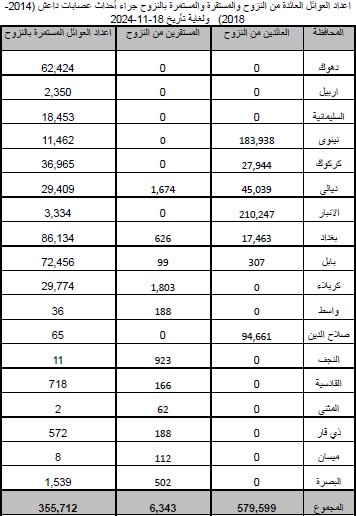 اعداد العوائل العائدة من النزوح والمستقرة والمستمرة بالنزوح جراء أحداث عصابات داعش (2014-
2018) ولغاية تأريخ 18-11-2024
المحافظة العائدين من النزوح المستقرين من النزوح اعداد العوائل المستمرة بالنزوح
دهوك 0 0 62,424
اربيل 0 0 2,350
السليمانية 0 0 18,453
نينوى 183,938 0 11,462
كركوك 27,944 0 36,965
ديالى 45,039 1,674 29,409
الانبار 210,247 0 3,334
بغداد 17,463 626 86,134
بابل 307 99 72,456
كربلاء 0 1,803 29,774
واسط 0 188 36
صلاح الدين 94,661 0 65
النجف 0 923 11
القادسية 0 166 718
المثنى 0 62 2
ذي قار 0 188 572
ميسان 0 112 8
البصرة 0 502 1,539
المجموع 579,599 6,343 355,712